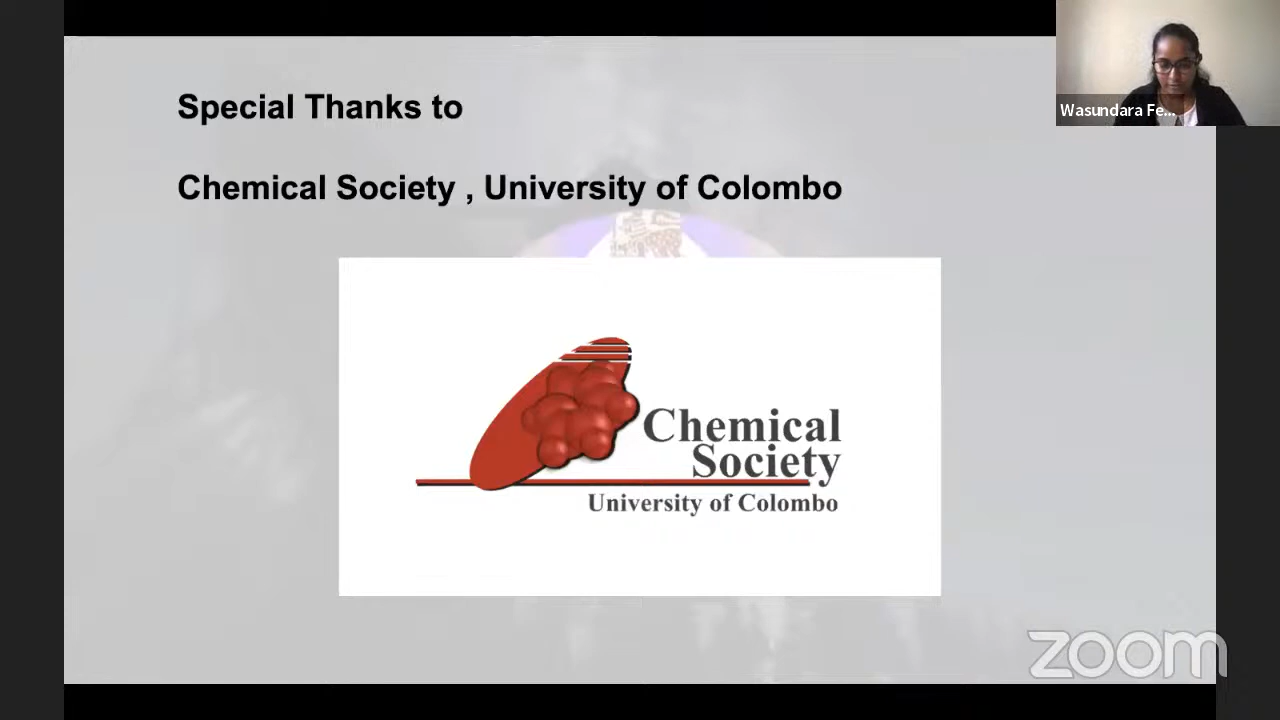 Special Thanks to
Chemical Society , University of Colombo
Wasundara Fe...
Chemical
Society
University of Colombo
zoom